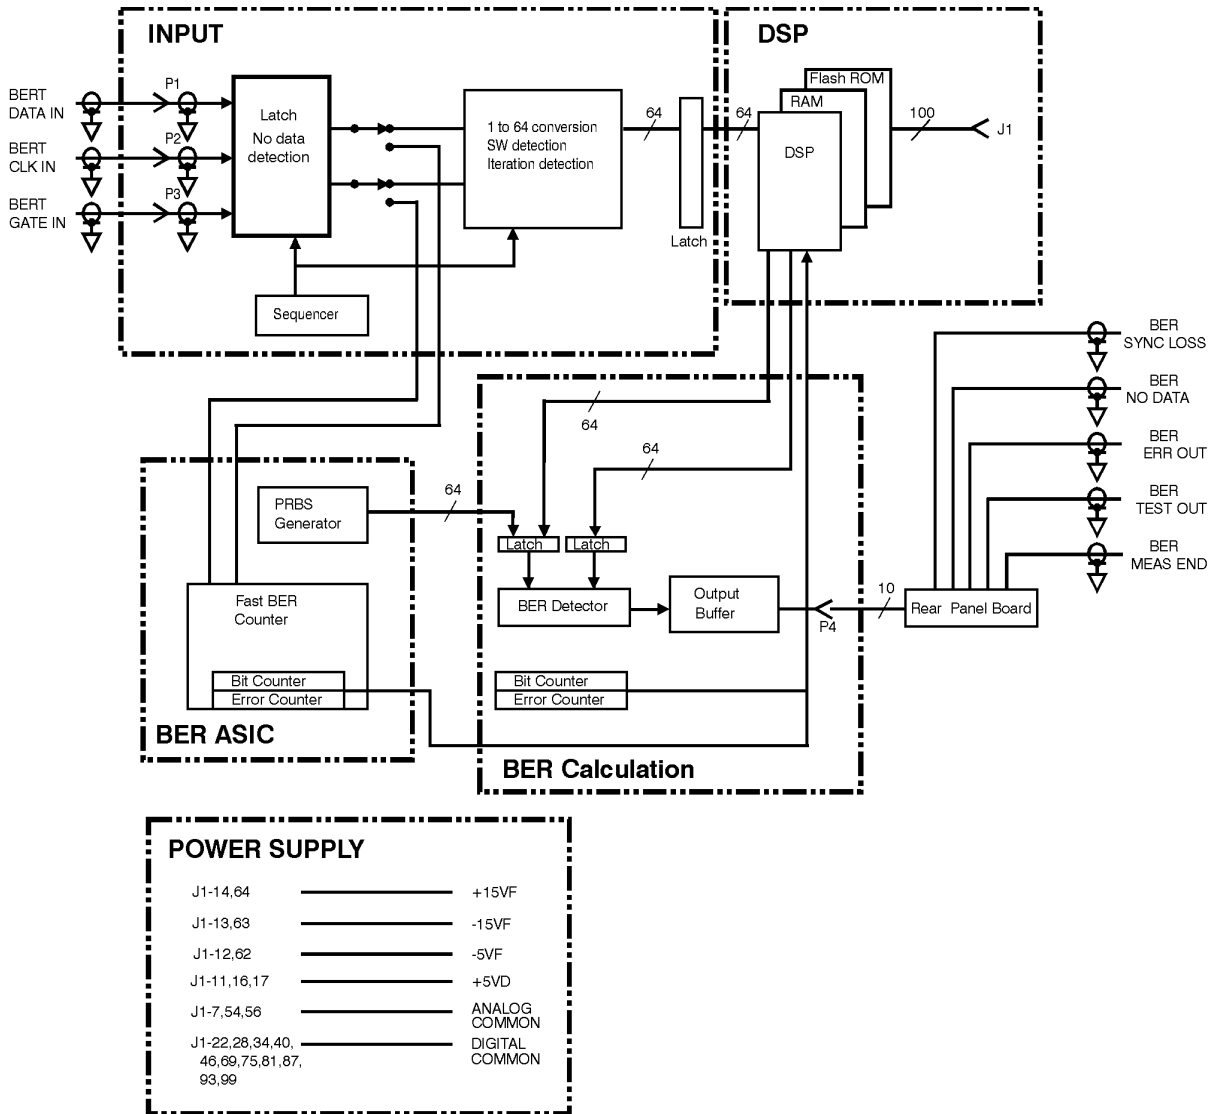 INPUT
DSP
BERT
DATA IN
P1
BERT
CLK IN
P2
BERT
GATE IN
P3
Latch
No data
detection
1 to 64 conversion
SW detection
Iteration detection
64
Latch
64
Flash ROM
RAM
DSP
100
J1
Sequencer
BER
SYNC LOSS
BER
NO DATA
BER
ERR OUT
BER
TEST OUT
BER
MEAS END
64
64
PRBS
Generator
64
Latch
Latch
BER Detector
Output
Buffer
P4
10
Rear Panel Board
Fast BER
Counter
Bit Counter
Error Counter
BER ASIC
Bit Counter
Error Counter
BER Calculation
POWER SUPPLY
J1-14,64 +15VF
J1-13,63 -15VF
J1-12,62 -5VF
J1-11,16,17 +5VD
J1-7,54,56 ANALOG
COMMON
J1-22,28,34,40, DIGITAL
46,69,75,81,87, COMMON
93,99